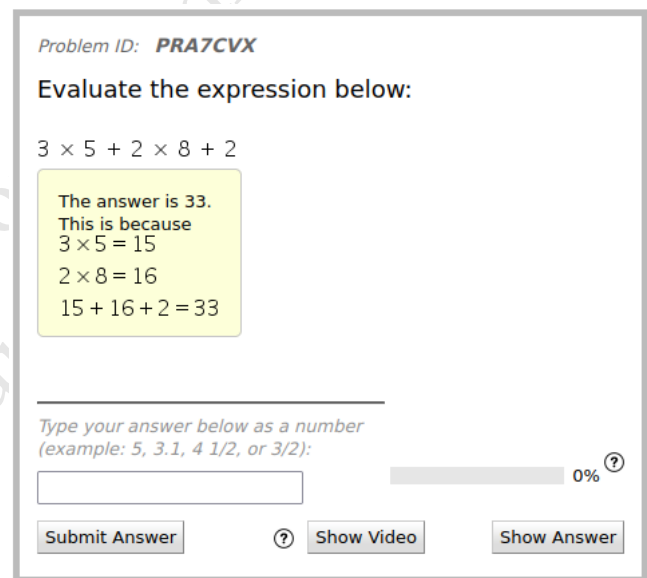 Problem ID: PRA7CVX
Evaluate the expression below:
3 × 5 + 2 × 8 + 2
The answer is 33.
This is because
3 × 5 = 15
2 × 8 = 16
15 + 16 + 2 = 33
Type your answer below as a number
(example: 5, 3.1, 4 1/2, or 3/2):
0% ?
Submit Answer ? Show Video Show Answer